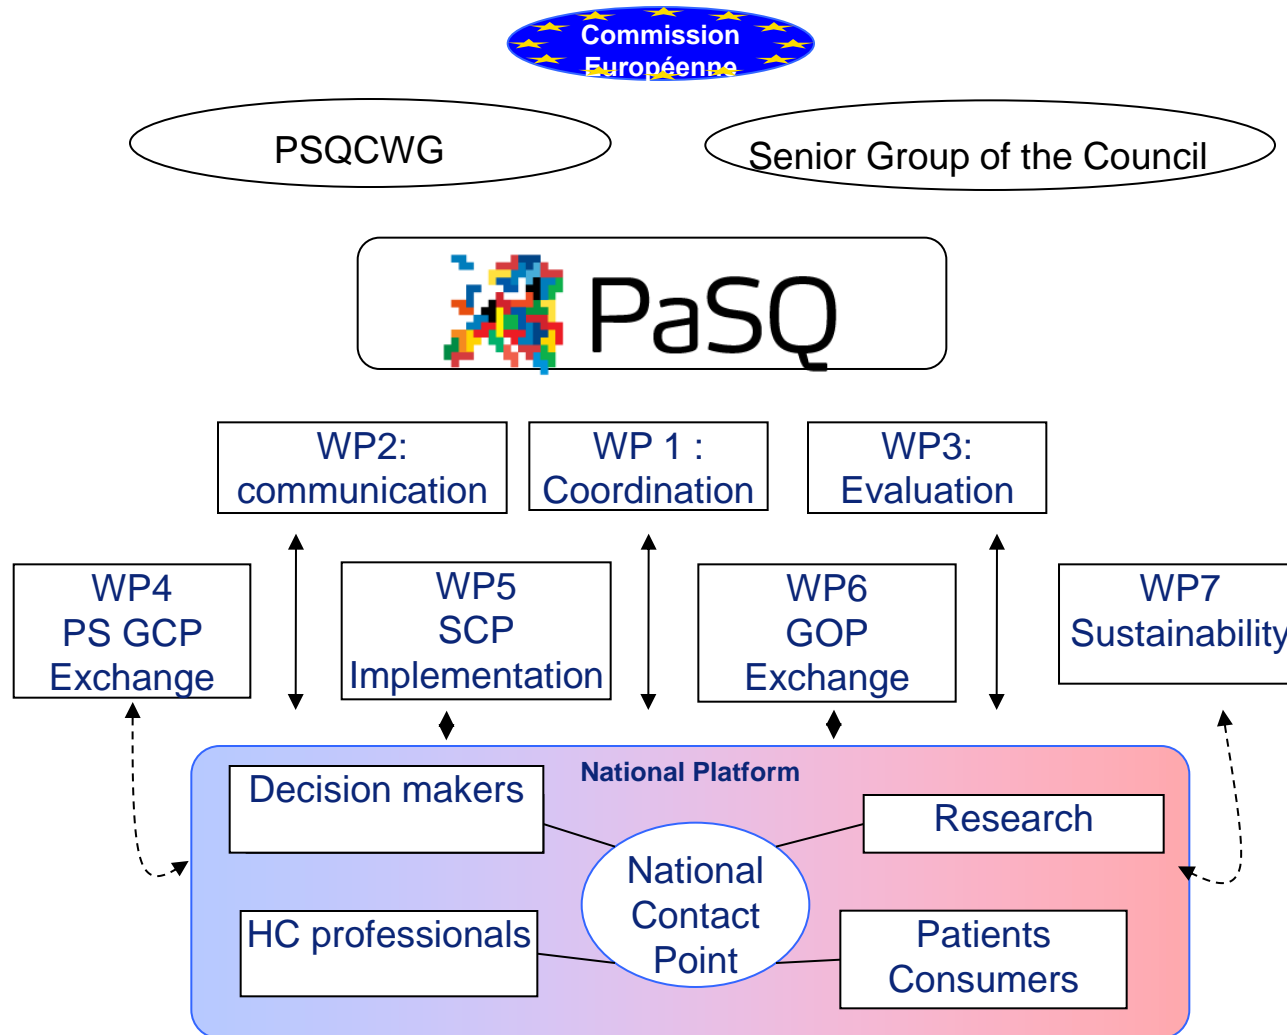 Commission
Européenne
PSQCWG
Senior Group of the Council
PaSQ
WP2:
communication
WP 1 :
Coordination
WP3:
Evaluation
WP4
PS GCP
Exchange
WP5
SCP
Implementation
WP6
GOP
Exchange
WP7
Sustainability
National Platform
Decision makers
Research
National
Contact
Point
HC professionals
Patients
Consumers